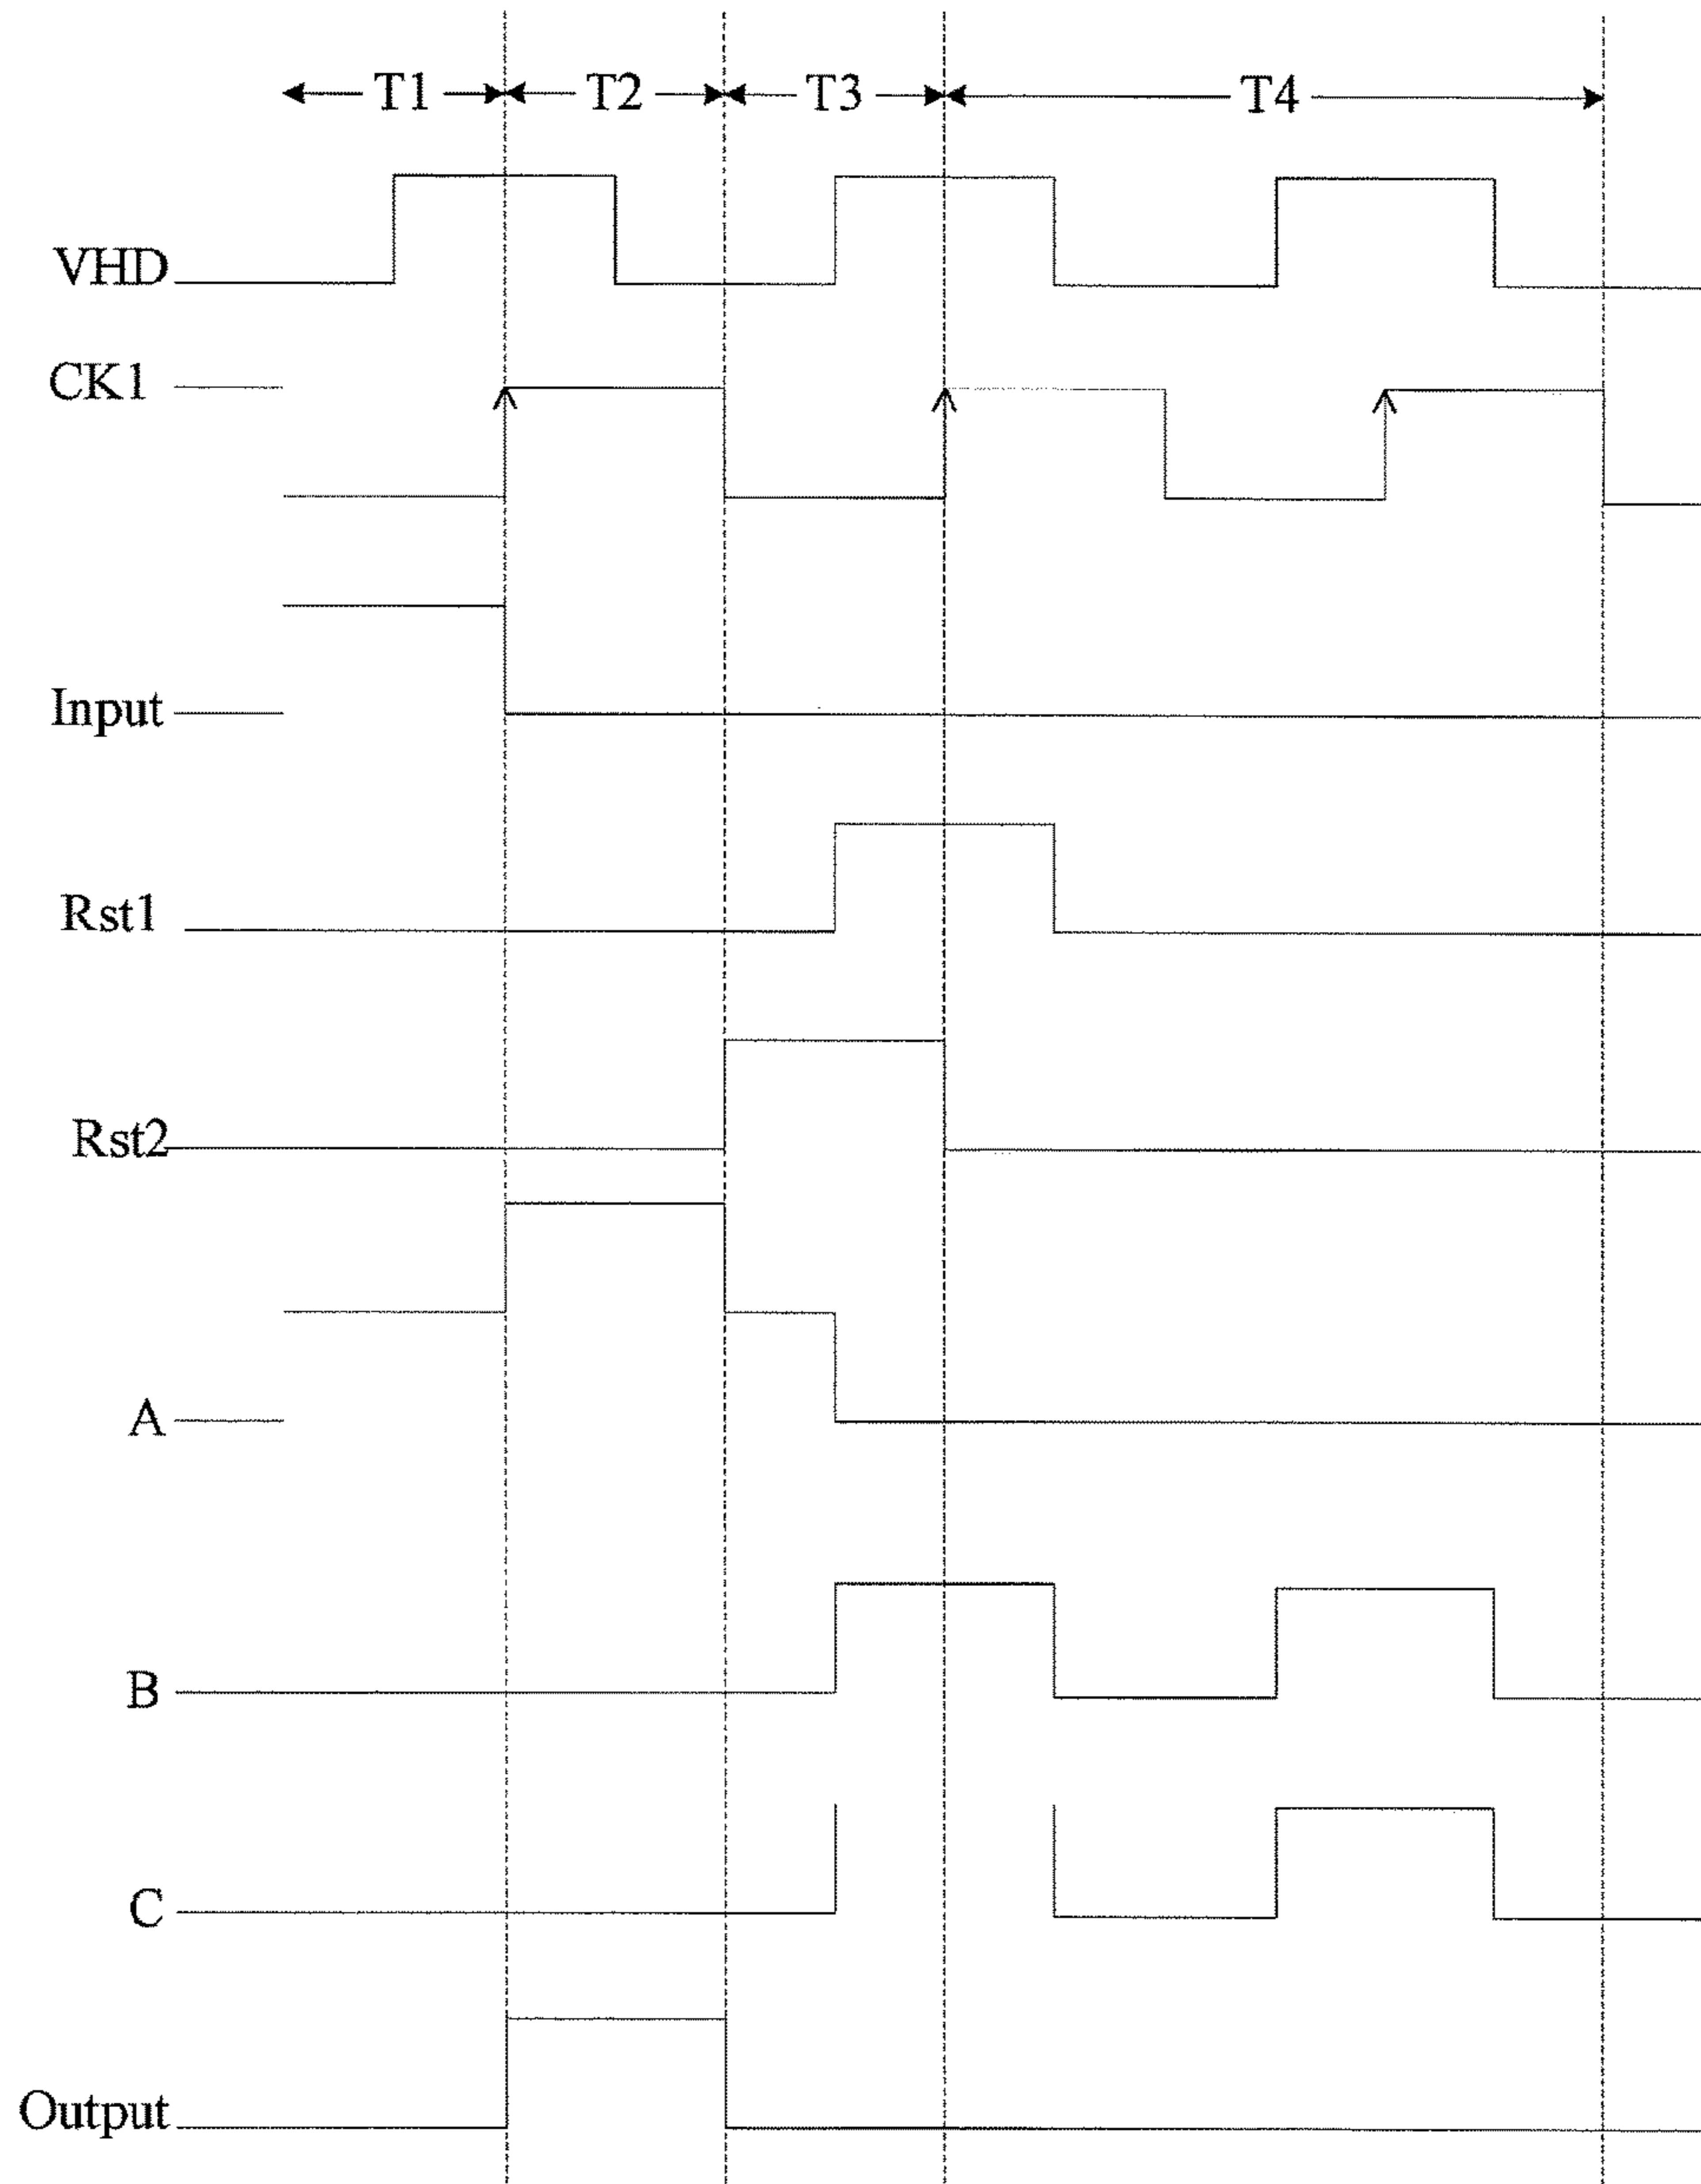 T1 T2 T3 T4
VHD
CK1
Input
Rst1
Rst2
A
B
C
Output